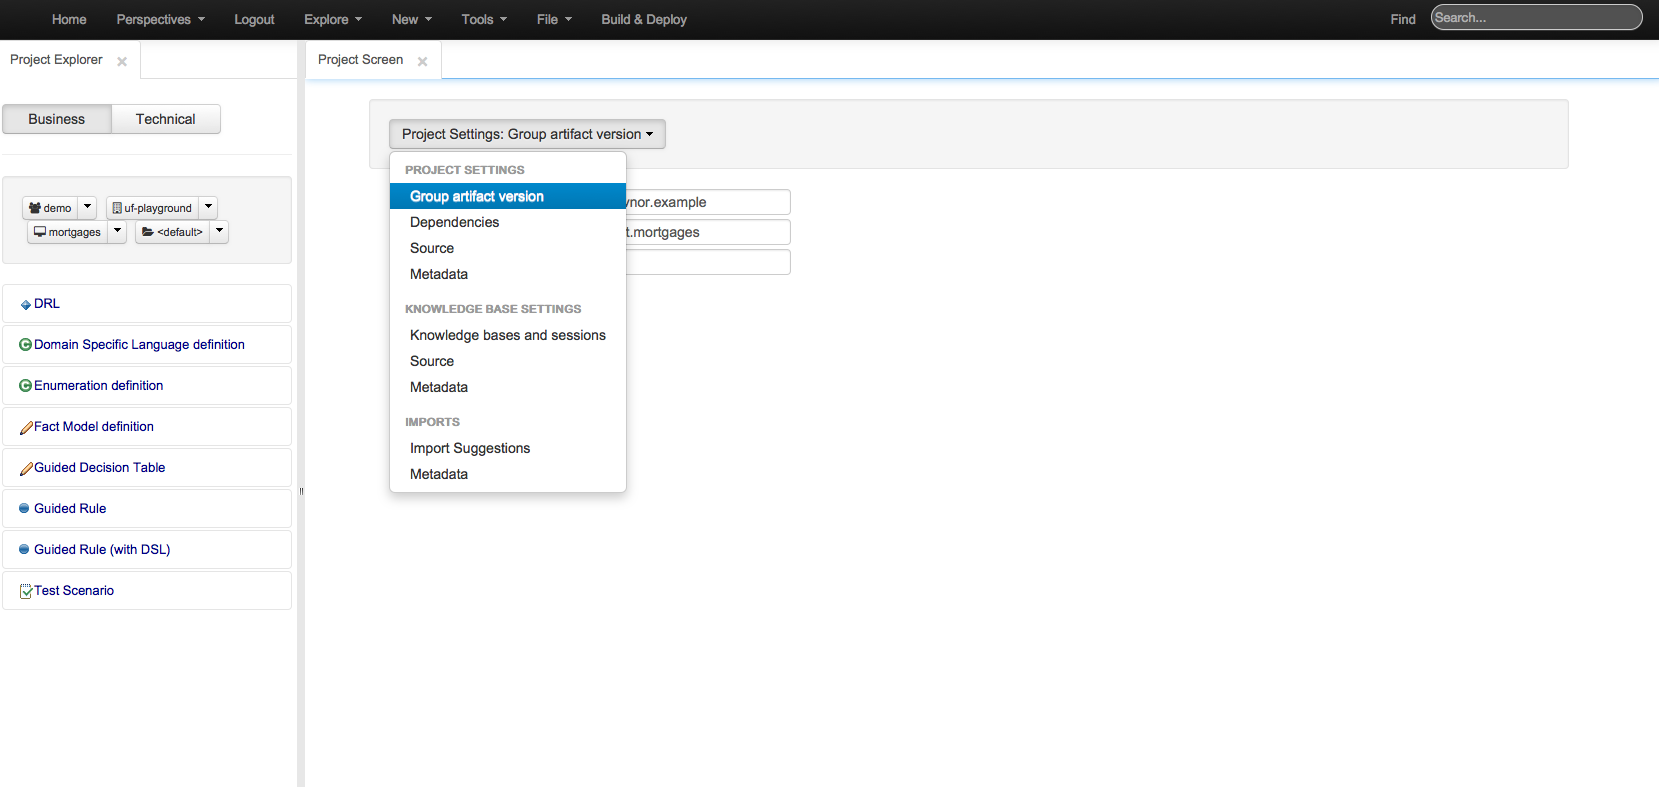 Home Perspectives Logout Explore New Tools File Build & Deploy Find Search...
Project Explorer
Project Screen
Business Technical
demo uf-playground
mortgages <default>
DRL
Domain Specific Language definition
Enumeration definition
Fact Model definition
Guided Decision Table
Guided Rule
Guided Rule (with DSL)
Test Scenario
Project Settings: Group artifact version
PROJECT SETTINGS
Group artifact version
Dependencies
Source
Metadata
KNOWLEDGE BASE SETTINGS
Knowledge bases and sessions
Source
Metadata
IMPORTS
Import Suggestions
Metadata
vnor.example
t.mortgages